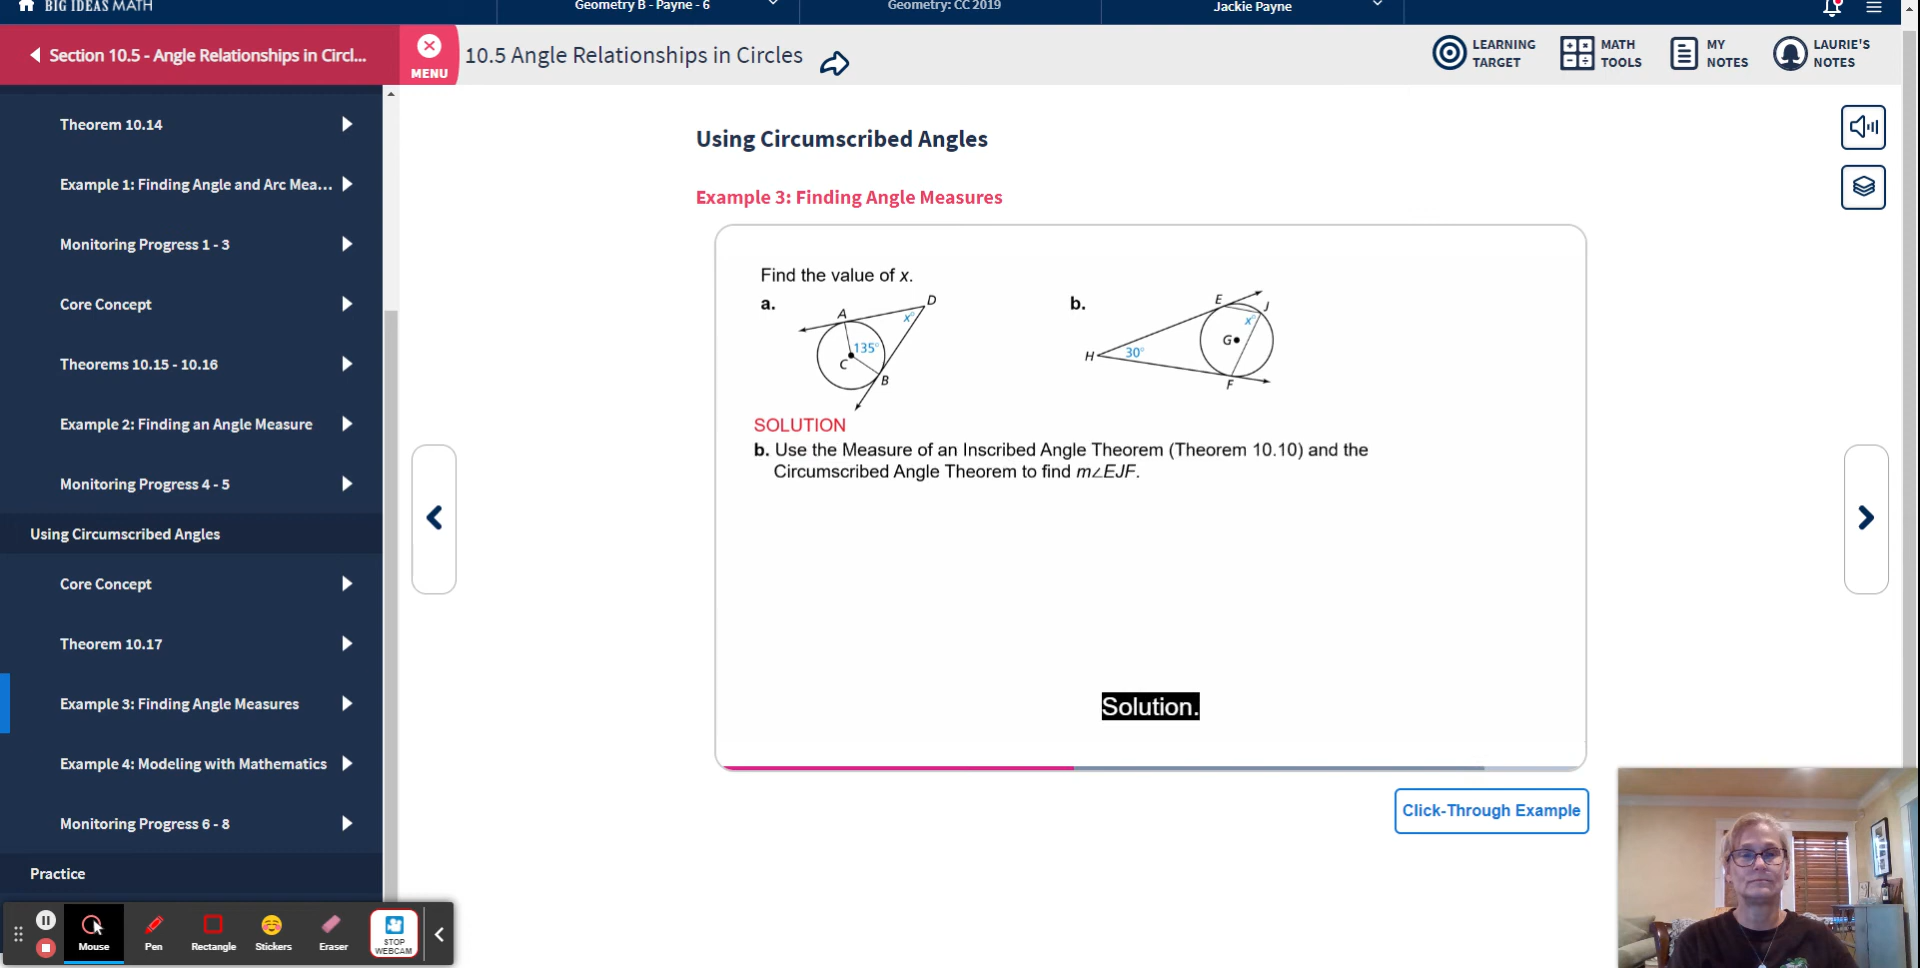 BIG IDEAS MATH
Geometry B - Payne - 6
Geometry: CC 2019
Jackie Payne
Section 10.5 - Angle Relationships in Circl...
MENU
10.5 Angle Relationships in Circles
LEARNING TARGET
MATH TOOLS
MY NOTES
LAURIE'S NOTES
Theorem 10.14
Example 1: Finding Angle and Arc Mea...
Monitoring Progress 1 - 3
Core Concept
Theorems 10.15 - 10.16
Example 2: Finding an Angle Measure
Monitoring Progress 4 - 5
Using Circumscribed Angles
Core Concept
Theorem 10.17
Example 3: Finding Angle Measures
Example 4: Modeling with Mathematics
Monitoring Progress 6 - 8
Practice
Using Circumscribed Angles
Example 3: Finding Angle Measures
Find the value of x.
a.
A
D
x°
135°
C
B
b.
E
J
x°
G
H
30°
F
SOLUTION
b. Use the Measure of an Inscribed Angle Theorem (Theorem 10.10) and the
Circumscribed Angle Theorem to find m∠EJF.
Solution.
Click-Through Example
Mouse
Pen
Rectangle
Stickers
Eraser
STOP
WEBCAM